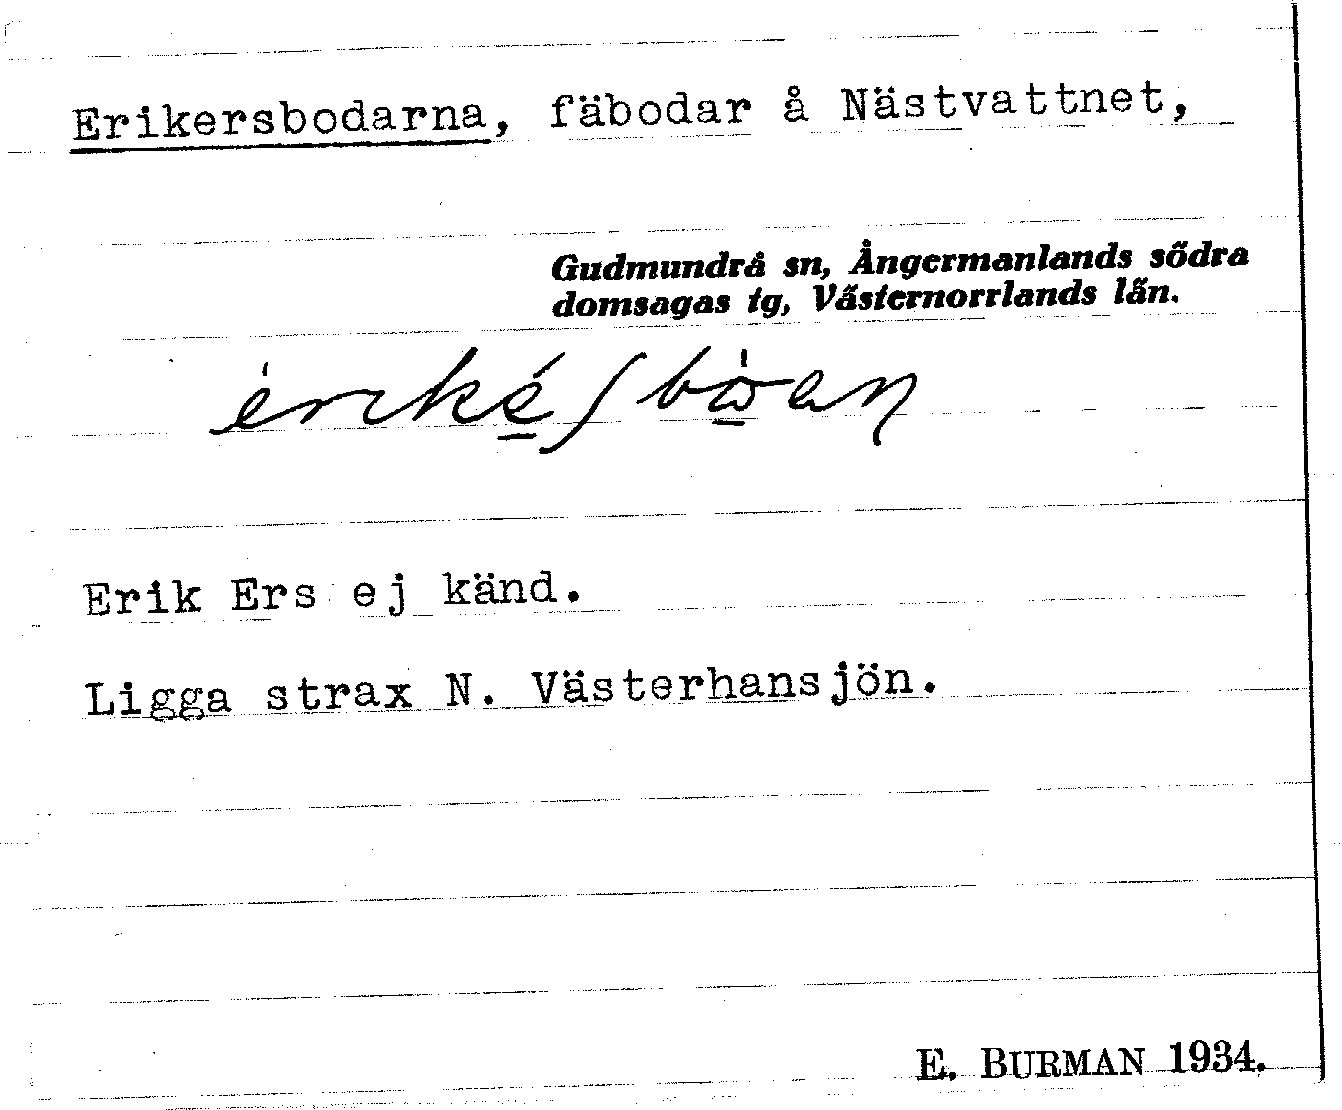 Erikersbodarna, fäbodar å Nästvattnet,
Gudmundrå sn, Ångermanlands södra
domsagas tg, Västernorrlands län.
Erik Ers ej känd.
Ligga strax N. Västerhansjön.
E. BURMAN 1934.